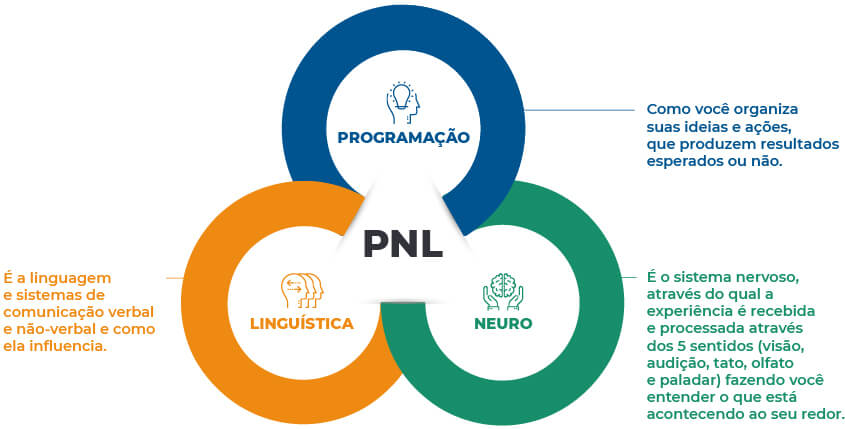 PROGRAMAÇÃO
Como você organiza
suas ideias e ações,
que produzem resultados
esperados ou não.
PNL
É a linguagem
e sistemas de
comunicação verbal
e não-verbal e como
ela influencia.
LINGUÍSTICA
NEURO
É o sistema nervoso,
através do qual a
experiência é recebida
e processada através
dos 5 sentidos (visão,
audição, tato, olfato
e paladar) fazendo você
entender o que está
acontecendo ao seu redor.